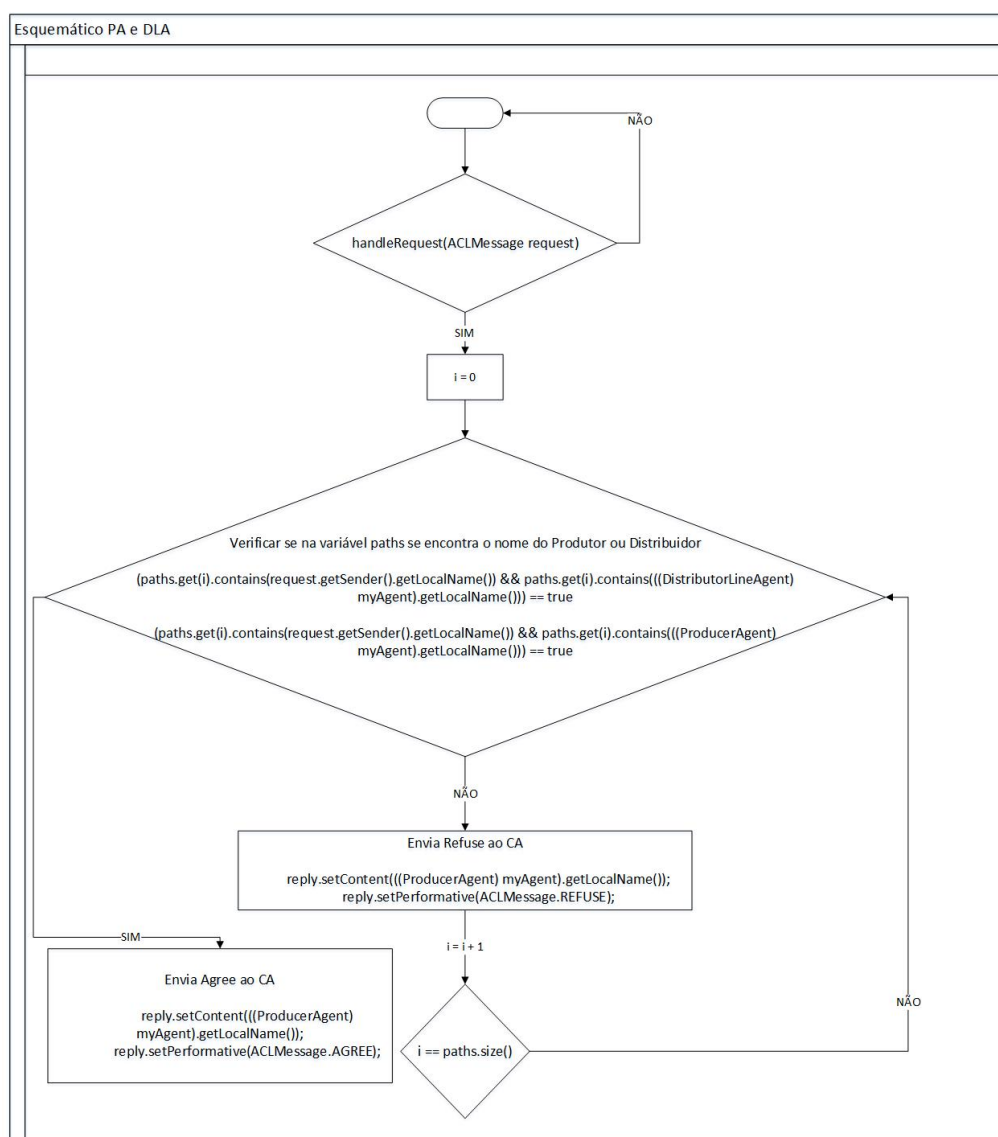 Esquemático PA e DLA
NÃO
handleRequest(ACLMessage request)
SIM
i = 0
Verificar se na variável paths se encontra o nome do Produtor ou Distribuidor
(paths.get(i).contains(request.getSender().getLocalName()) && paths.get(i).contains(((DistributorLineAgent)
myAgent).getLocalName())) == true
(paths.get(i).contains(request.getSender().getLocalName()) && paths.get(i).contains(((ProducerAgent)
myAgent).getLocalName())) == true
NÃO
Envia Refuse ao CA
reply.setContent(((ProducerAgent) myAgent).getLocalName());
reply.setPerformative(ACLMessage.REFUSE);
SIM
i = i + 1
Envia Agree ao CA
reply.setContent(((ProducerAgent)
myAgent).getLocalName());
reply.setPerformative(ACLMessage.AGREE);
NÃO
i == paths.size()